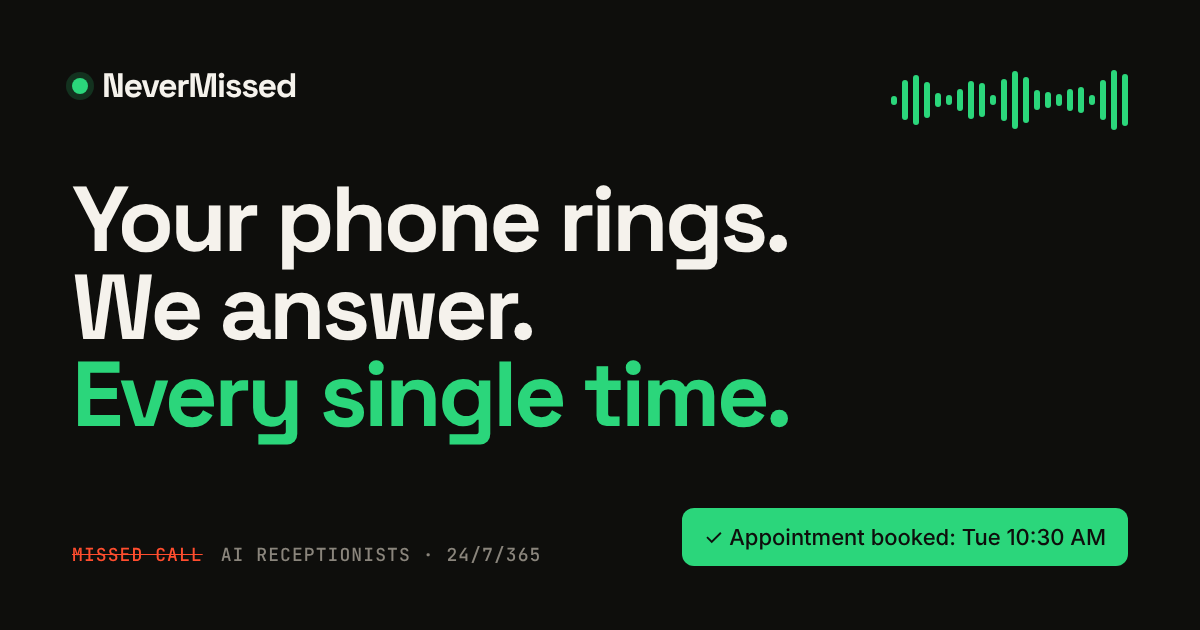 NeverMissed
Your phone rings.
We answer.
Every single time.
MISSED CALL AI RECEPTIONISTS · 24/7/365
✓ Appointment booked: Tue 10:30 AM